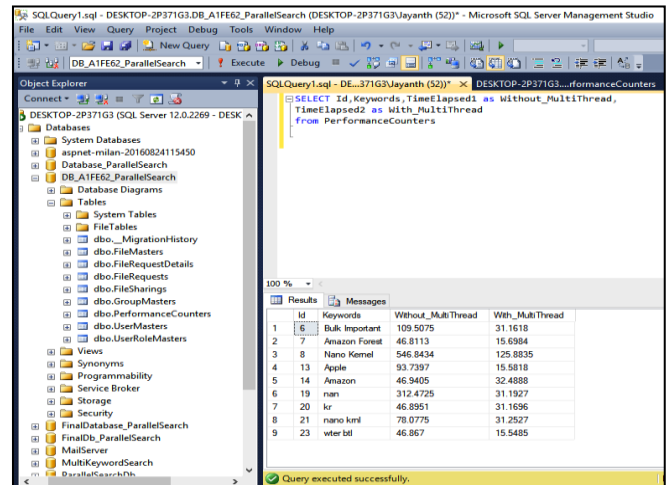 SQLQuery1.sql - DESKTOP-2P371G3.DB_A1FE62_ParallelSearch (DESKTOP-2P371G3\Jayanth (52))* - Microsoft SQL Server Management Studio
File Edit View Query Project Debug Tools Window Help
New Query
DB_A1FE62_ParallelSearch Execute Debug
Object Explorer
Connect
DESKTOP-2P371G3 (SQL Server 12.0.2269 - DESK
Databases
System Databases
aspnet-milan-20160824115450
Database_ParallelSearch
DB_A1FE62_ParallelSearch
Database Diagrams
Tables
System Tables
FileTables
dbo.__MigrationHistory
dbo.FileMasters
dbo.FileRequestDetails
dbo.FileRequests
dbo.FileSharings
dbo.GroupMasters
dbo.PerformanceCounters
dbo.UserMasters
dbo.UserRoleMasters
Views
Synonyms
Programmability
Service Broker
Storage
Security
FinalDatabase_ParallelSearch
FinalDb_ParallelSearch
MailServer
MultiKeywordSearch
ParallelSearchDb
SQLQuery1.sql - DE...371G3\Jayanth (52))* DESKTOP-2P371G3....rformanceCounters
SELECT Id,Keywords,TimeElapsed1 as Without_MultiThread,
TimeElapsed2 as With_MultiThread
from PerformanceCounters
100 %
Results Messages
Id Keywords Without_MultiThread With_MultiThread
1 6 Bulk Important 109.5075 31.1618
2 7 Amazon Forest 46.8113 15.6984
3 8 Nano Kernel 546.8434 125.8835
4 13 Apple 93.7397 15.5818
5 14 Amazon 46.9405 32.4888
6 19 nan 312.4725 31.1927
7 20 kr 46.8951 31.1696
8 21 nano krnl 78.0775 31.2527
9 23 wter btl 46.867 15.5485
Query executed successfully.